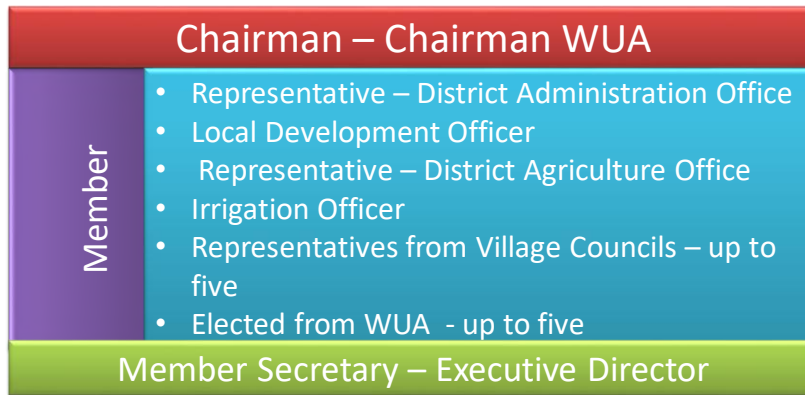 Chairman – Chairman WUA
Member
• Representative – District Administration Office
• Local Development Officer
• Representative – District Agriculture Office
• Irrigation Officer
• Representatives from Village Councils – up to
five
• Elected from WUA - up to five
Member Secretary – Executive Director